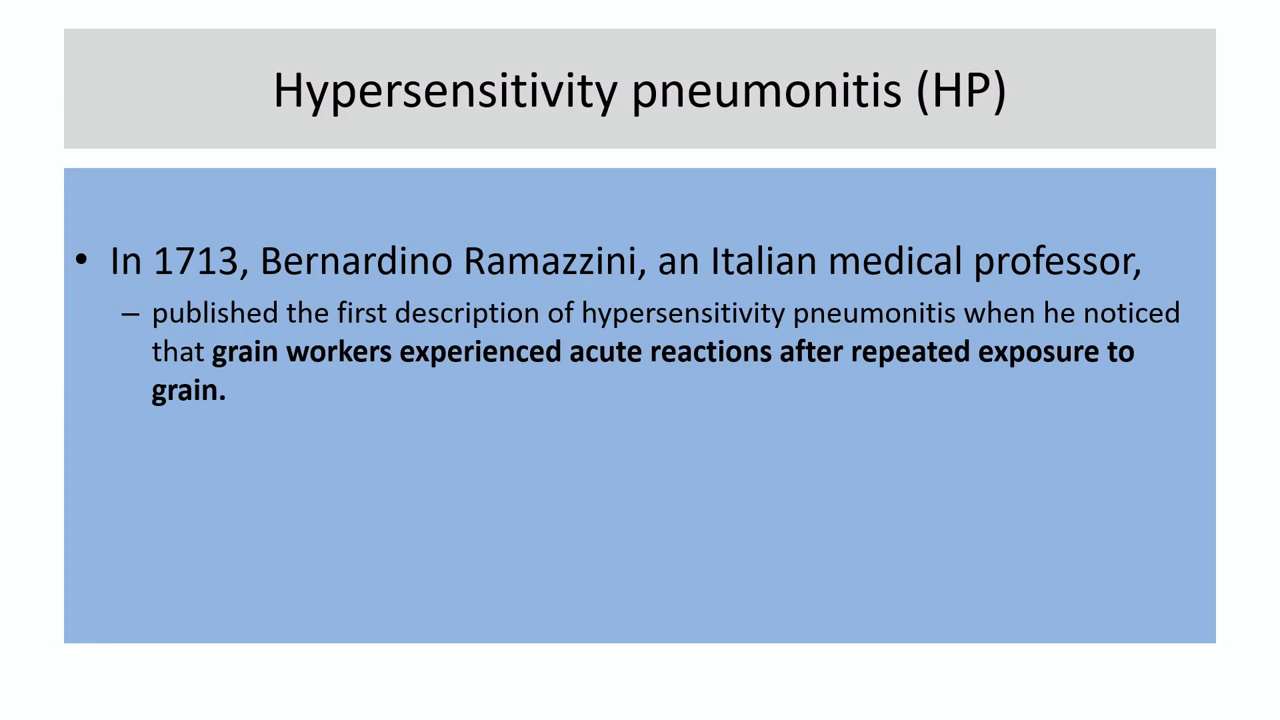 Hypersensitivity pneumonitis (HP)
• In 1713, Bernardino Ramazzini, an Italian medical professor,
– published the first description of hypersensitivity pneumonitis when he noticed
that grain workers experienced acute reactions after repeated exposure to
grain.